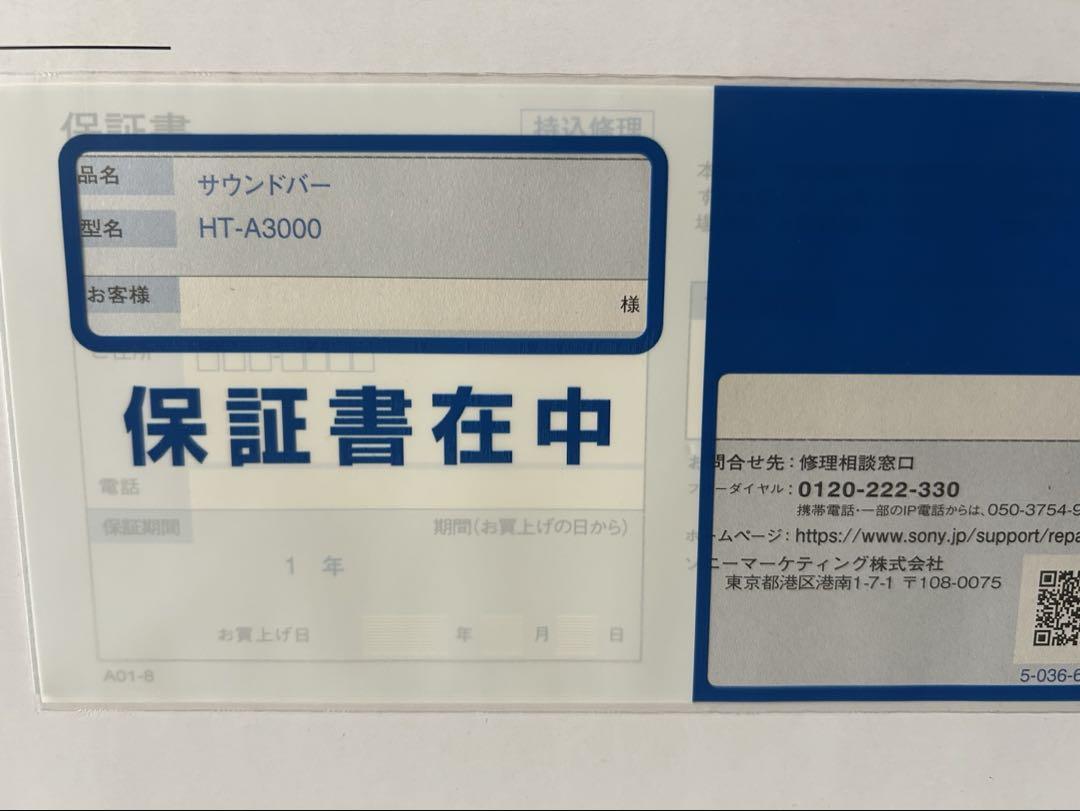 保証書
持込修理
品名
サウンドバー
型名
HT-A3000
お客様
様
ご住所
保証書在中
電話
保証期間
期間(お買上げの日から)
1 年
お買上げ日 年 月 日
A01-8
本
す
場
お問合せ先:修理相談窓口
フリーダイヤル:0120-222-330
携帯電話・一部のIP電話からは、050-3754-9
ホームページ:https://www.sony.jp/support/repa
ソニーマーケティング株式会社
東京都港区港南1-7-1 〒108-0075
5-036-6